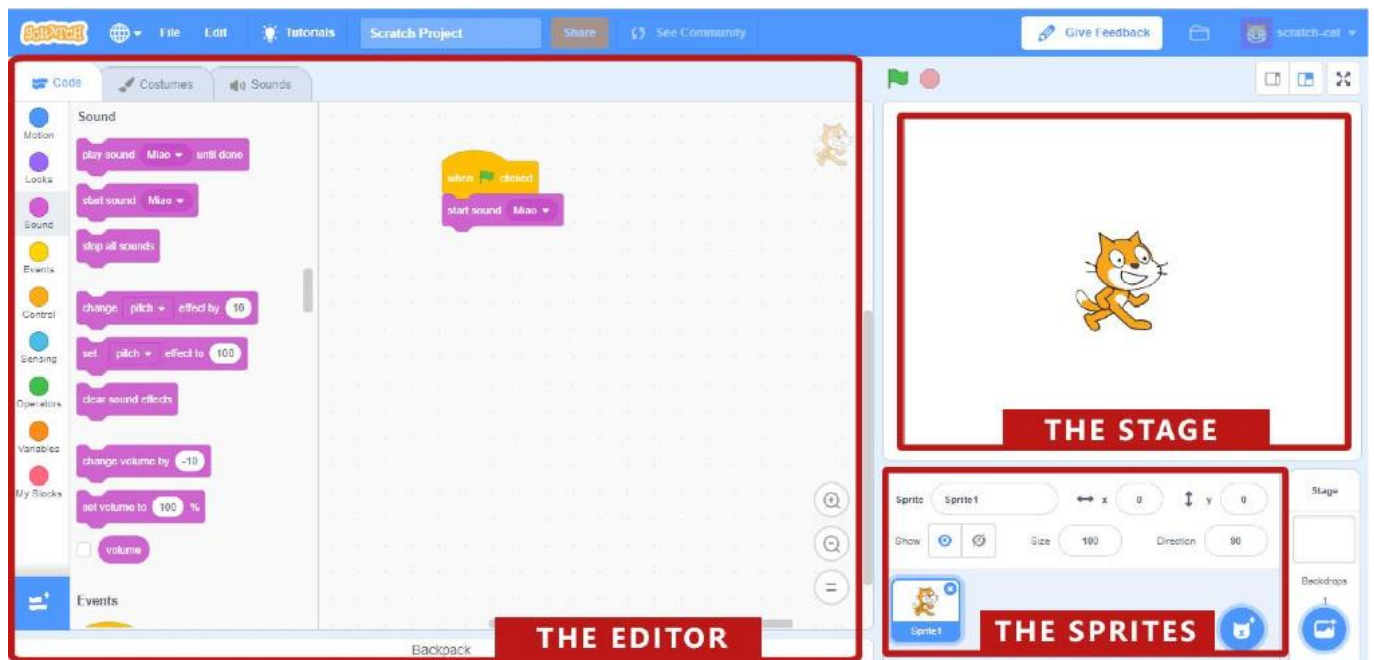 SCRATCH File Edit Tutorials Scratch Project Share See Community Give Feedback scratch-cat
Code Costumes Sounds
Motion
Looks
Sound
Events
Control
Sensing
Operators
Variables
My Blocks
Sound
play sound Miao until done
start sound Miao
stop all sounds
change pitch effect by 10
set pitch effect to 100
clear sound effects
change volume by -10
set volume to 100 %
volume
Events
when clicked
start sound Miao
THE EDITOR
Backpack
THE STAGE
Sprite Sprite1 x 0 y 0
Show Size 100 Direction 90
Sprite1
THE SPRITES
Stage
Backdrops
1